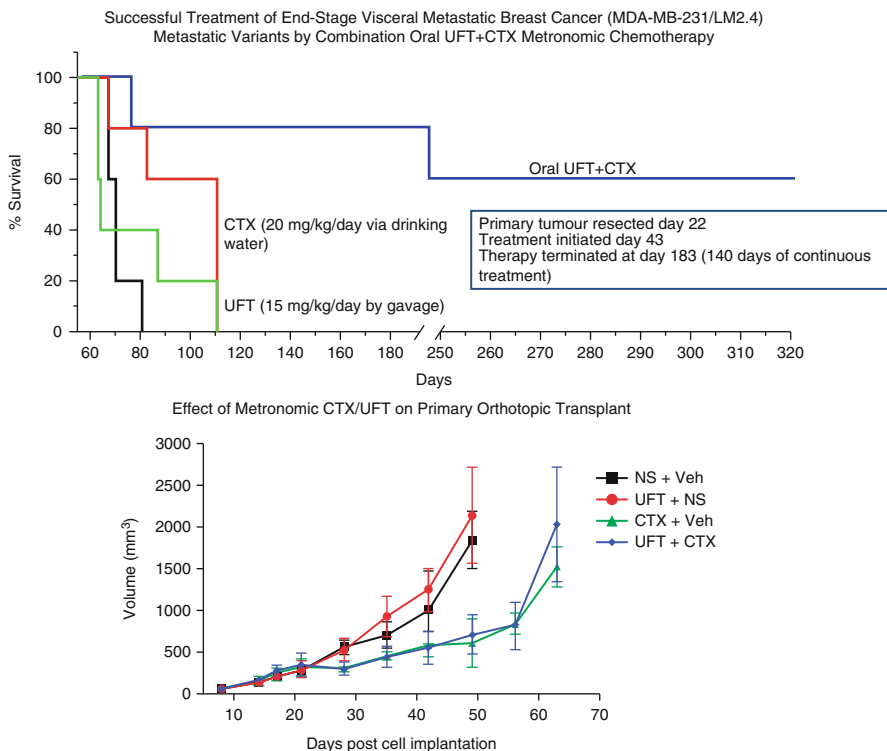 Successful Treatment of End-Stage Visceral Metastatic Breast Cancer (MDA-MB-231/LM2.4)
Metastatic Variants by Combination Oral UFT+CTX Metronomic Chemotherapy
100
80
60
40
20
0
% Survival
Oral UFT+CTX
CTX (20 mg/kg/day via drinking
water)
UFT (15 mg/kg/day by gavage)
Primary tumour resected day 22
Treatment initiated day 43
Therapy terminated at day 183 (140 days of continuous
treatment)
60 80 100 120 140 160 180 190 250 260 270 280 290 300 310 320
Days
Effect of Metronomic CTX/UFT on Primary Orthotopic Transplant
3000
2500
2000
1500
1000
500
0
Volume (mm³)
NS + Veh
UFT + NS
CTX + Veh
UFT + CTX
10 20 30 40 50 60 70
Days post cell implantation